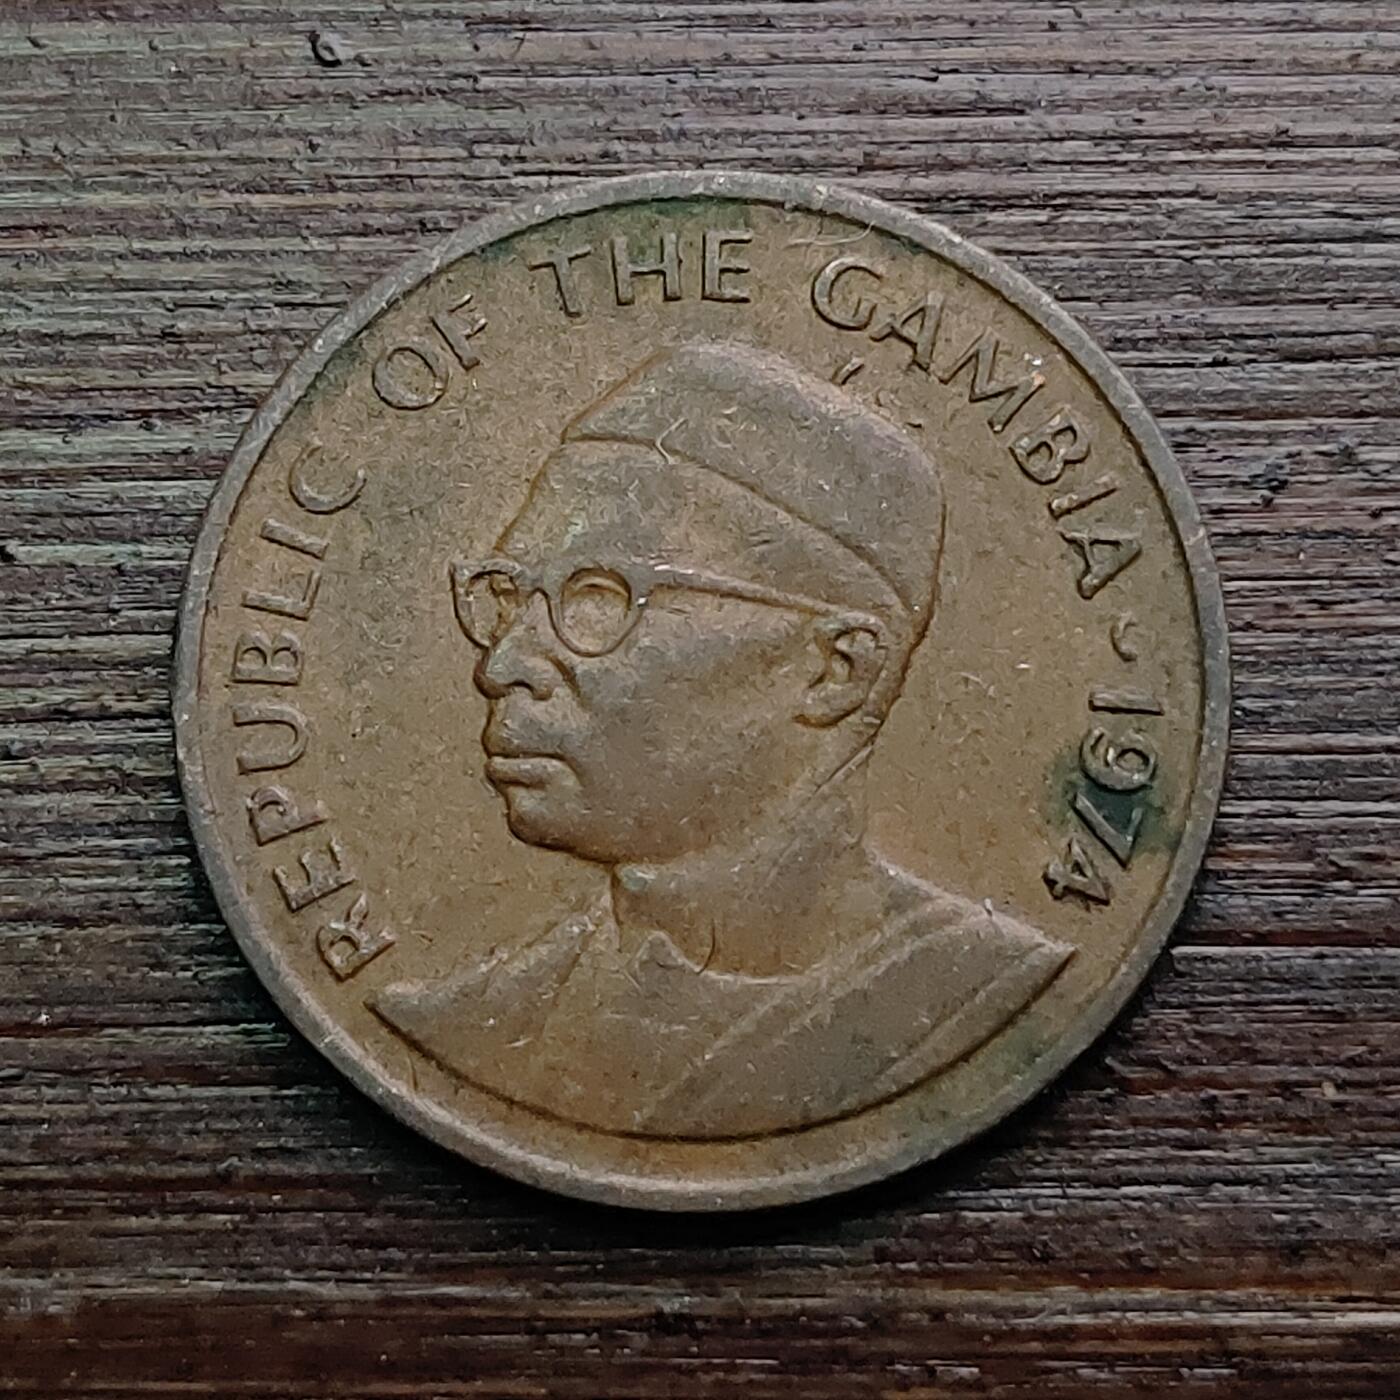 REPUBLIC OF THE GAMBIA · 1974